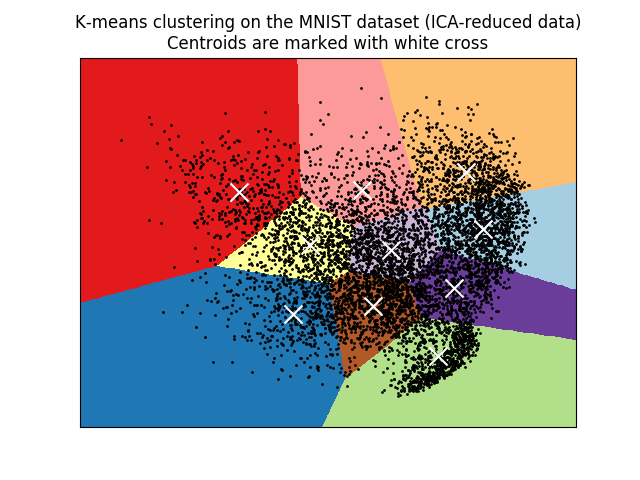 K-means clustering on the MNIST dataset (ICA-reduced data)
Centroids are marked with white cross